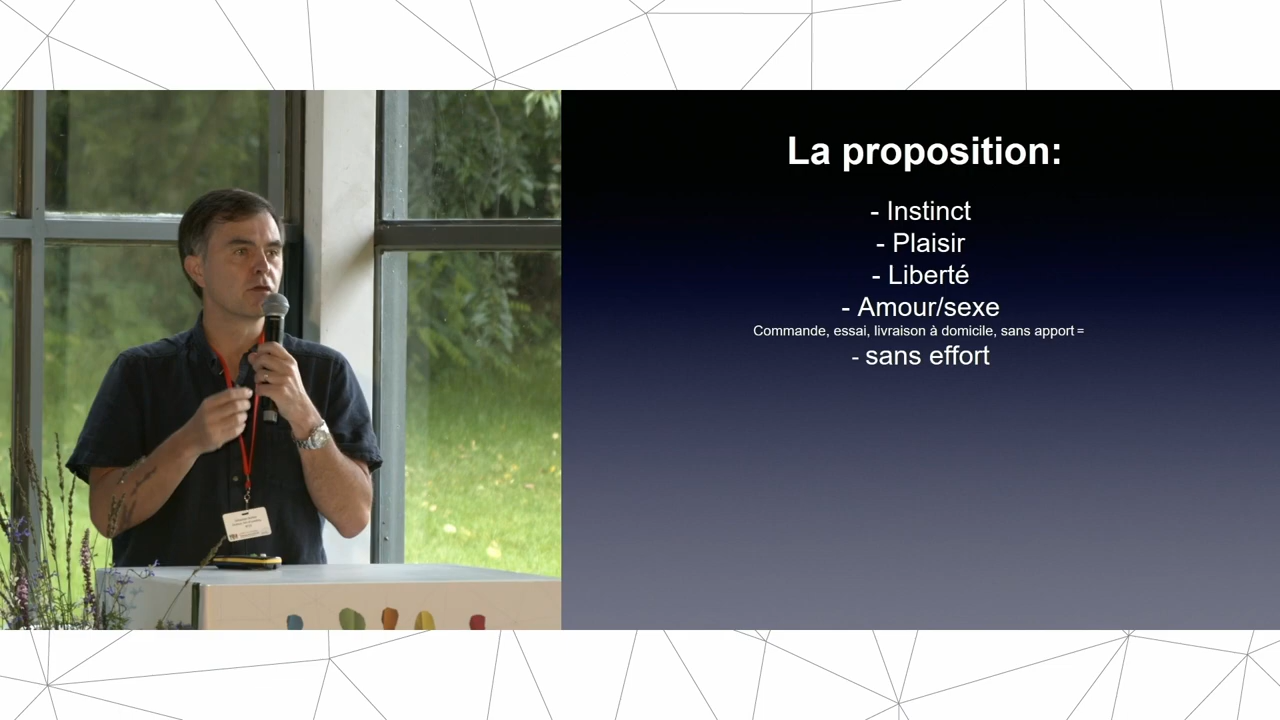 La proposition:
- Instinct
- Plaisir
- Liberté
- Amour/sexe
Commande, essai, livraison à domicile, sans apport =
- sans effort